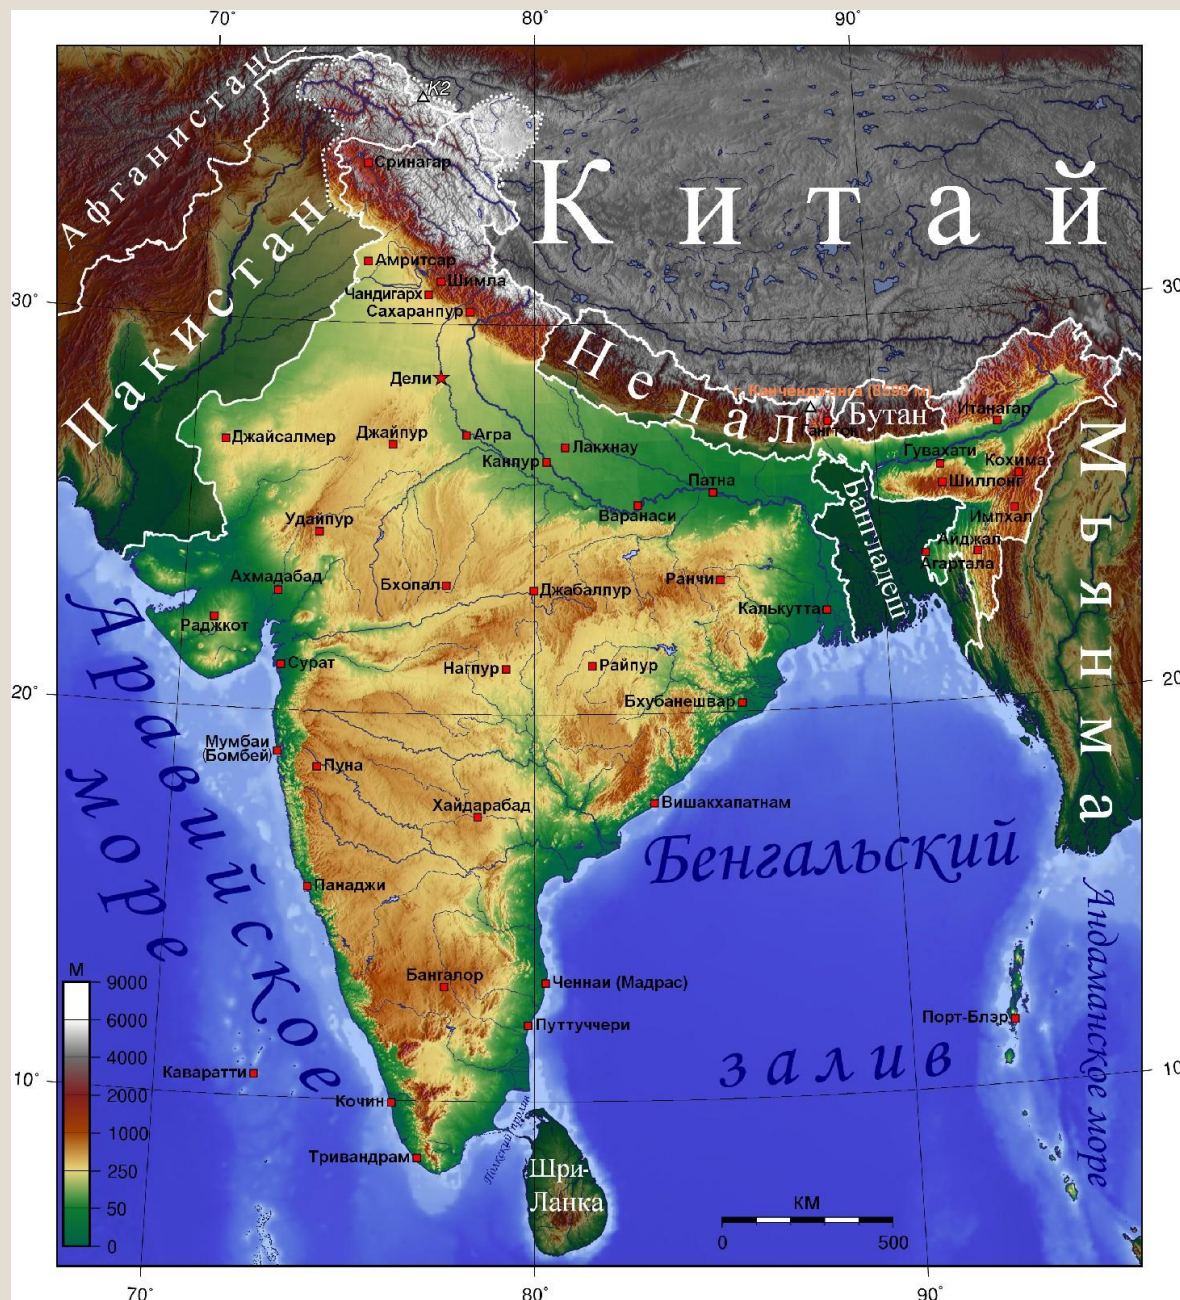 70° 80° 90°
К2
Афганистан
Сринагар
Китай
Пакистан
Амритсар
Шимла
Чандигарх
Сахаранпур
30° 30
Непал
Дели
г. Канченджанга (8598 м)
Бутан
Гангток
Итанагар
Мьянма
Джайсалмер
Джайпур
Агра
Лакхнау
Канпур
Гувахати
Кохима
Шиллонг
Патна
Варанаси
Бангладеш
Импхал
Удайпур
Айджал
Агартала
Ахмадабад
Бхопал
Джабалпур
Ранчи
Калькутта
Раджкот
Аравийское
море
Сурат
Нагпур
Райпур
20° 20
Бхубанешвар
Мумбаи
(Бомбей)
Пуна
Хайдарабад
Вишакхапатнам
Бенгальский
залив
Панаджи
Андаманское море
Бангалор
Ченнаи (Мадрас)
Путтуччери
Порт-Блэр
М
9000
6000
4000
2000
1000
250
50
0
Каваратти
10° 10
Кочин
Полкский пролив
Тривандрам
Шри-
Ланка
КМ
0 500
70° 80° 90°